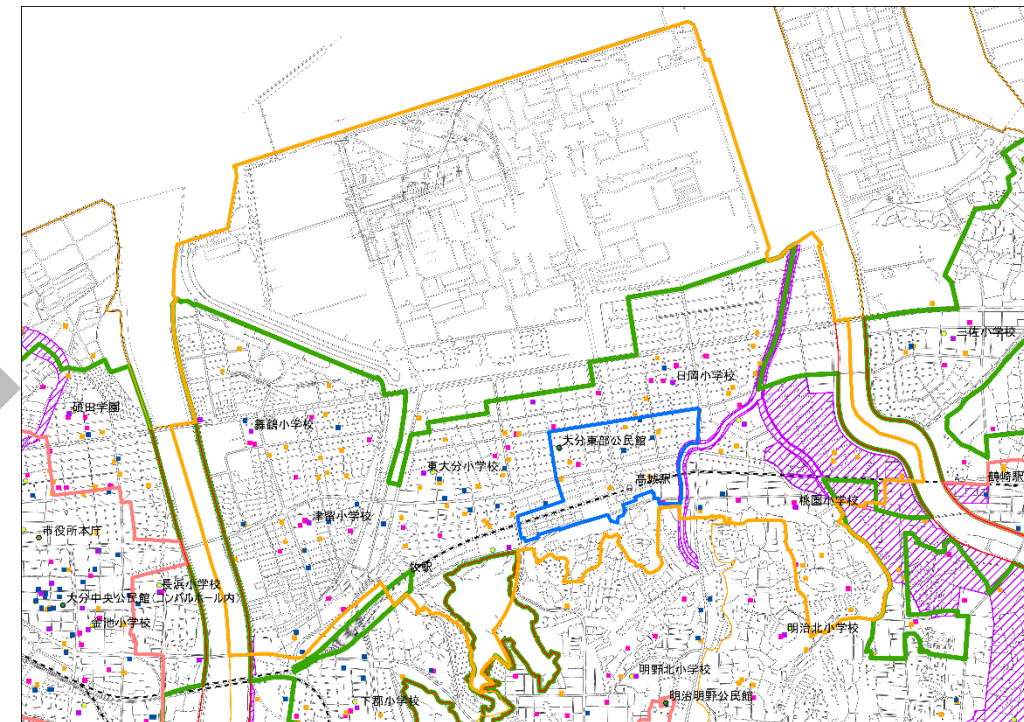 三佐小学校
日岡小学校
碩田学園
舞鶴小学校
大分東部公民館
東大分小学校
高城駅
鶴崎駅
桃園小学校
津留小学校
市役所本庁
牧駅
長浜小学校
大分中央公民館(コンパルホール内)
金池小学校
明治北小学校
明野北小学校
下郡小学校
明治明野公民館